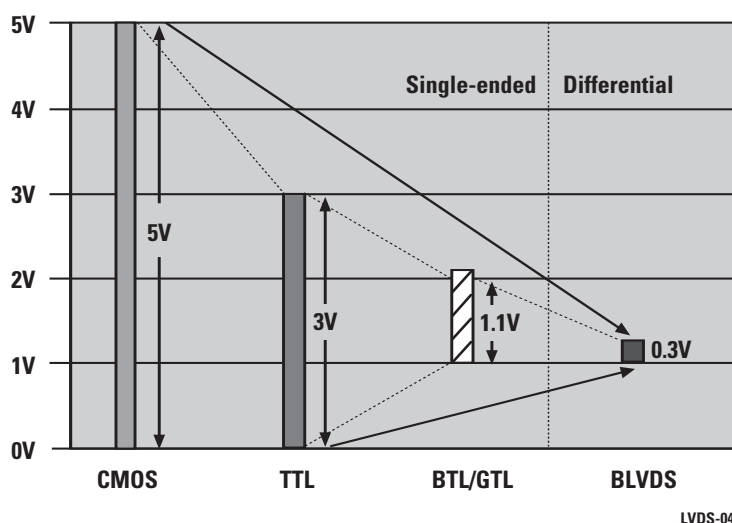 5V
Single-ended Differential
4V
3V
5V
2V
3V
1.1V
0.3V
1V
0V
CMOS TTL BTL/GTL BLVDS
LVDS-04